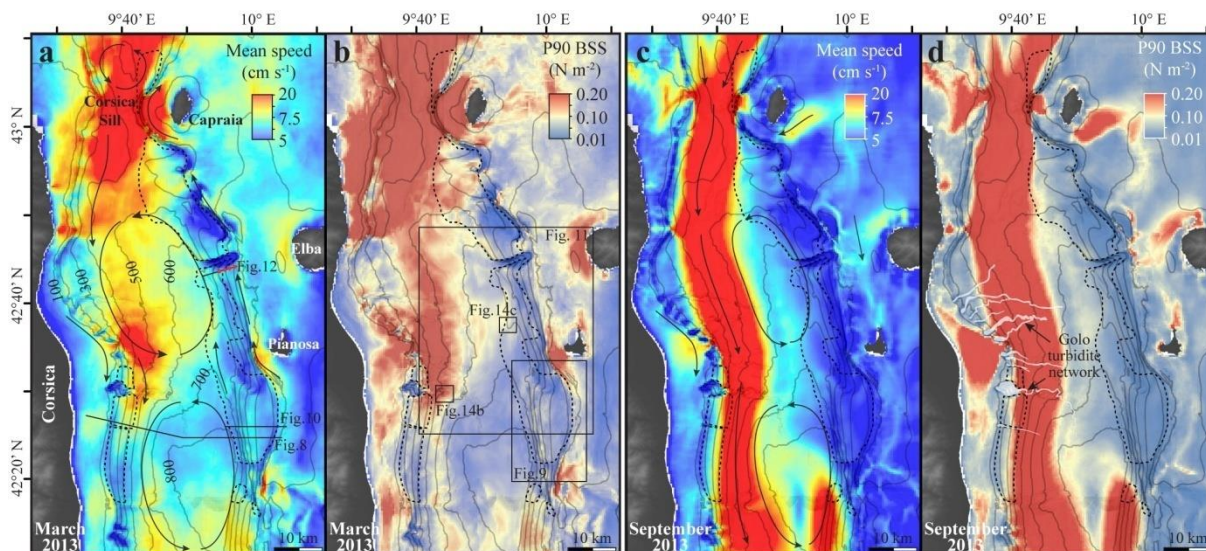 9°40' E
10° E
9°40' E
10° E
43° N
42°40' N
42°20' N
a
Mean speed
(cm s⁻¹)
20
7.5
5
Corsica
Sill
Capraia
Elba
Fig.12
100
300
500
600
700
800
Pianosa
Corsica
Fig.10
Fig.8
March
2013
10 km
b
P90 BSS
(N m⁻²)
0.20
0.10
0.01
Fig. 11
Fig.14c
Fig.14b
Fig.9
March
2013
10 km
9°40' E
10° E
9°40' E
10° E
c
Mean speed
(cm s⁻¹)
20
7.5
5
September
2013
10 km
d
P90 BSS
(N m⁻²)
0.20
0.10
0.01
Golo
turbidite
network
September
2013
10 km
43° N
42°40' N
42°20' N